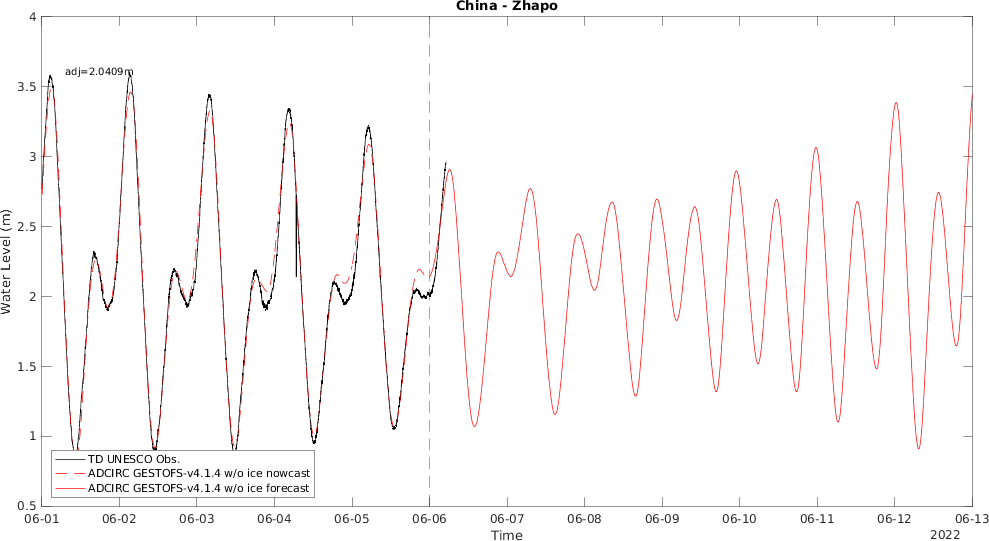 China - Zhapo
adj=2.0409m
4
3.5
3
2.5
2
1.5
1
0.5
Water Level (m)
TD UNESCO Obs.
ADCIRC GESTOFS-v4.1.4 w/o ice nowcast
ADCIRC GESTOFS-v4.1.4 w/o ice forecast
06-01 06-02 06-03 06-04 06-05 06-06 06-07 06-08 06-09 06-10 06-11 06-12 06-13
Time
2022